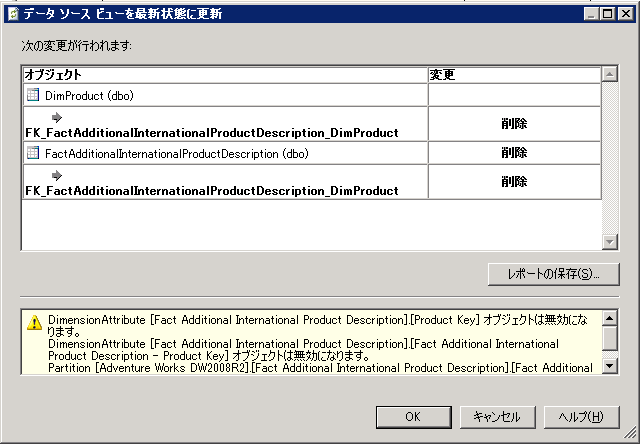 データ ソース ビューを最新状態に更新
次の変更が行われます:
オブジェクト 変更
DimProduct (dbo)
FK_FactAdditionalInternationalProductDescription_DimProduct 削除
FactAdditionalInternationalProductDescription (dbo) 削除
FK_FactAdditionalInternationalProductDescription_DimProduct 削除
レポートの保存(S)...
DimensionAttribute [Fact Additional International Product Description].[Product Key] オブジェクトは無効にな
ります。
DimensionAttribute [Fact Additional International Product Description].[Fact Additional International
Product Description - Product Key] オブジェクトは無効になります。
Partition [Adventure Works DW2008R2].[Fact Additional International Product Description].[Fact Additional
OK キャンセル ヘルプ(H)